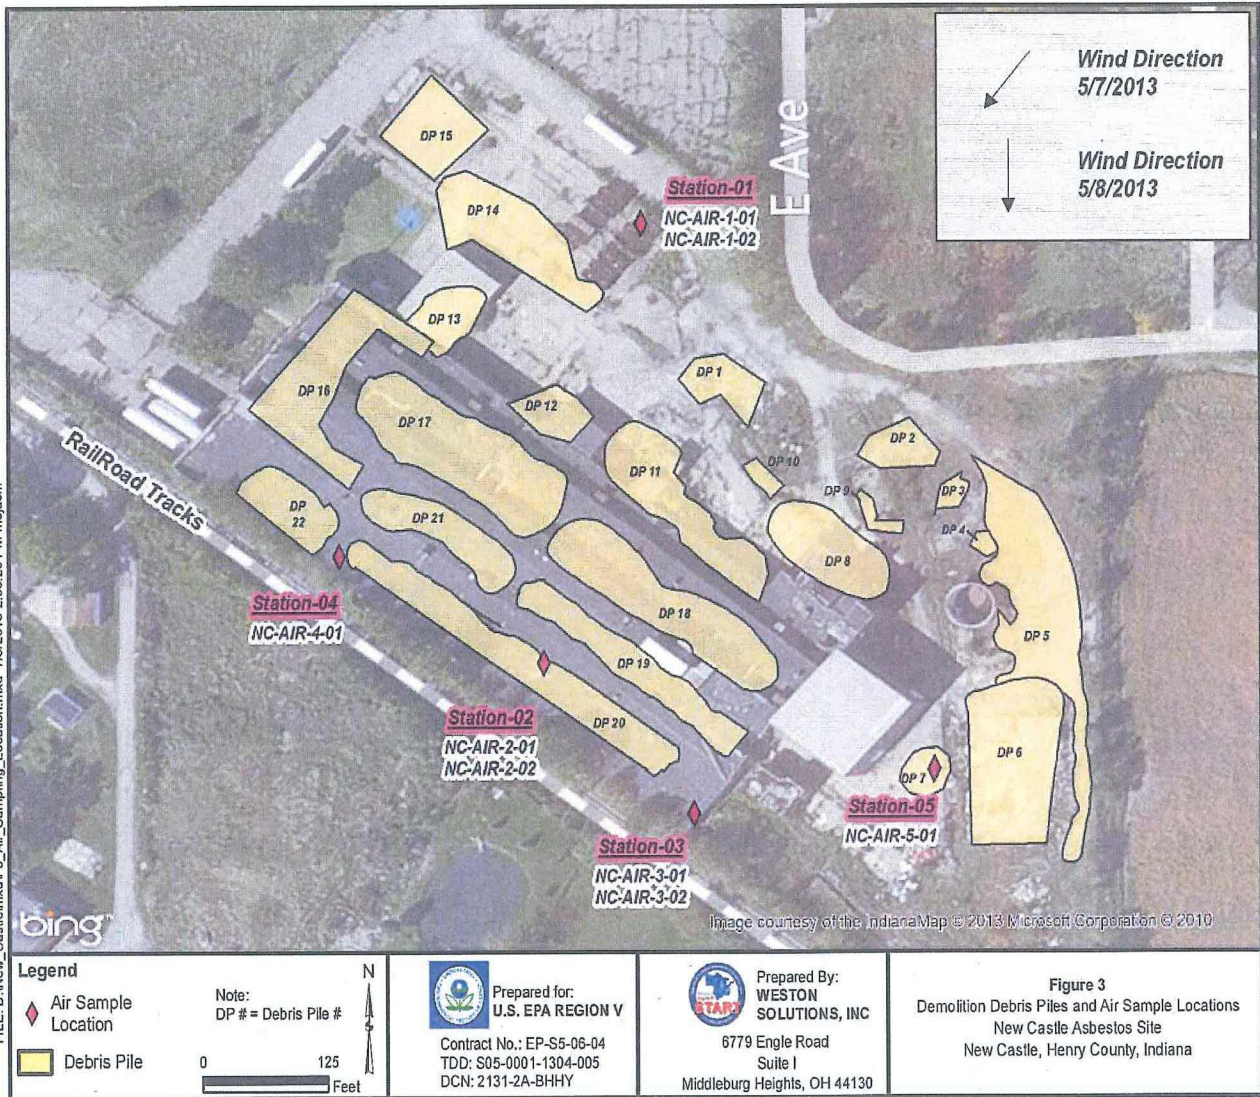 Wind Direction
5/7/2013
Wind Direction
5/8/2013
E Ave
DP 15
DP 14
Station-01
NC-AIR-1-01
NC-AIR-1-02
DP 13
DP 16
DP 17
DP 12
DP 1
DP 2
DP 11
DP 10
DP 9
DP 3
DP 4
DP 8
RailRoad Tracks
DP
22
DP 21
Station-04
NC-AIR-4-01
DP 18
DP 5
DP 19
DP 20
Station-02
NC-AIR-2-01
NC-AIR-2-02
DP 6
DP 7
Station-05
NC-AIR-5-01
Station-03
NC-AIR-3-01
NC-AIR-3-02
bing
Image courtesy of the IndianaMap © 2013 Microsoft Corporation © 2010
Legend
Air Sample
Location
Debris Pile
Note:
DP # = Debris Pile #
N
0 125
Feet
Prepared for:
U.S. EPA REGION V
Contract No.: EP-S5-06-04
TDD: S05-0001-1304-005
DCN: 2131-2A-BHHY
START
Prepared By:
WESTON
SOLUTIONS, INC
6779 Engle Road
Suite I
Middleburg Heights, OH 44130
Figure 3
Demolition Debris Piles and Air Sample Locations
New Castle Asbestos Site
New Castle, Henry County, Indiana